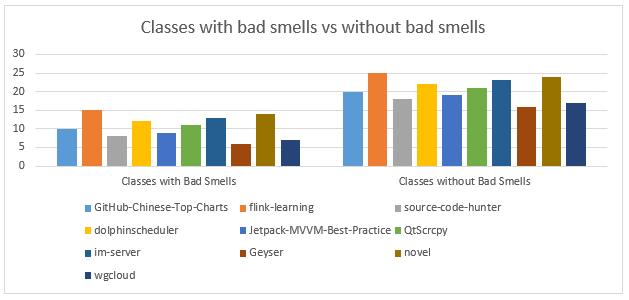 Classes with bad smells vs without bad smells
30
25
20
15
10
5
0
Classes with Bad Smells Classes without Bad Smells
GitHub-Chinese-Top-Charts flink-learning source-code-hunter
dolphinscheduler Jetpack-MVVM-Best-Practice QtScrcpy
im-server Geyser novel
wgcloud